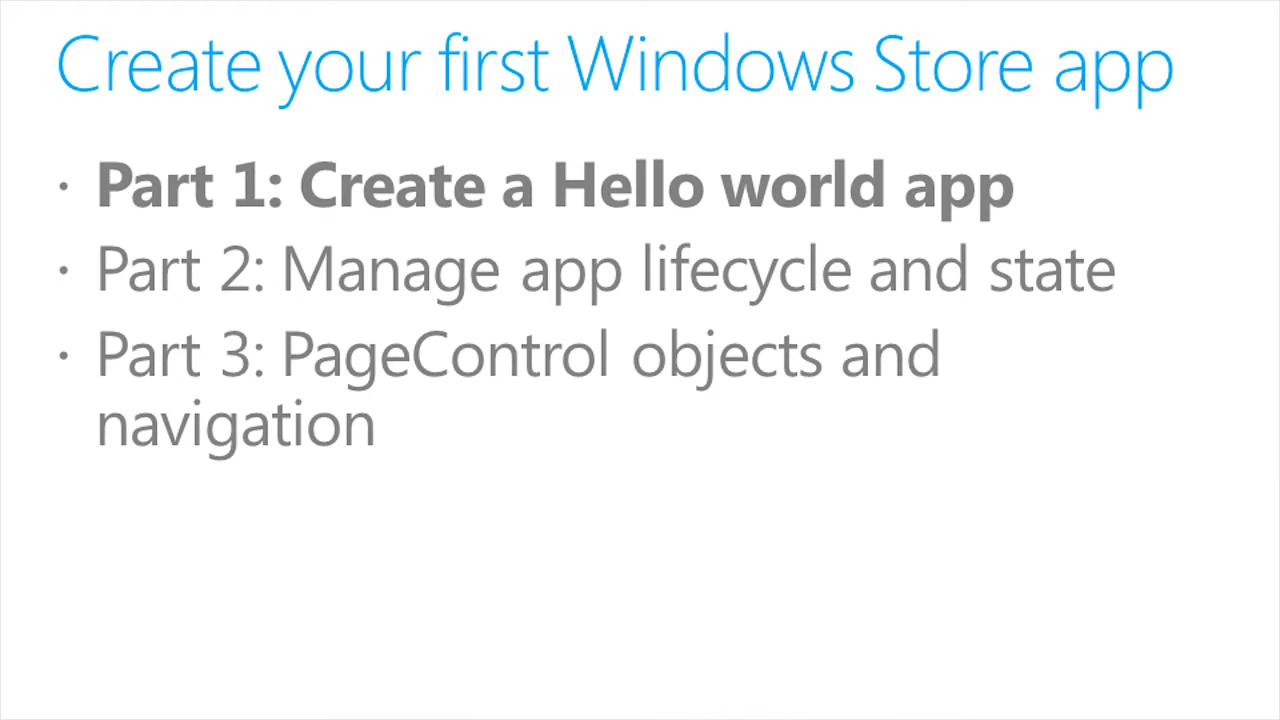 Create your first Windows Store app
· Part 1: Create a Hello world app
· Part 2: Manage app lifecycle and state
· Part 3: PageControl objects and
navigation